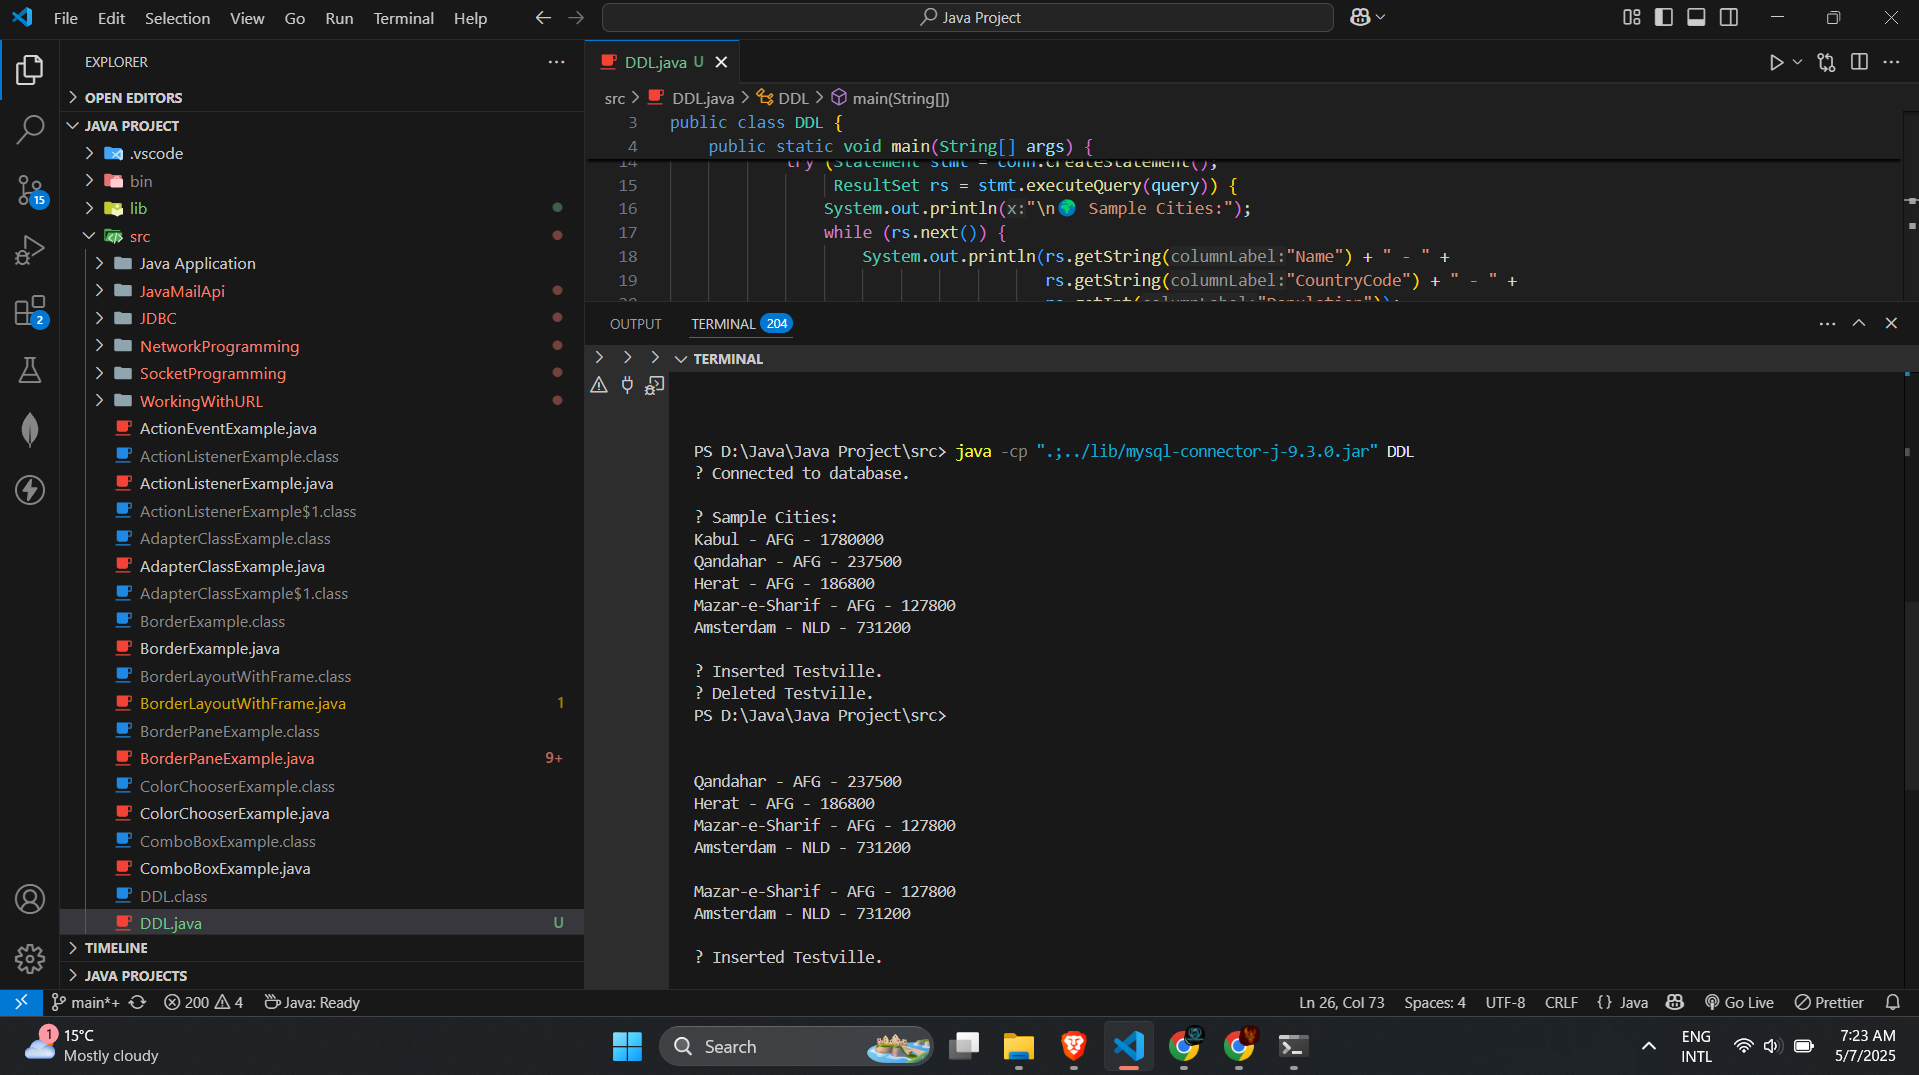 File Edit Selection View Go Run Terminal Help
Java Project
EXPLORER
OPEN EDITORS
JAVA PROJECT
.vscode
bin
lib
src
Java Application
JavaMailApi
JDBC
NetworkProgramming
SocketProgramming
WorkingWithURL
ActionEventExample.java
ActionListenerExample.class
ActionListenerExample.java
ActionListenerExample$1.class
AdapterClassExample.class
AdapterClassExample.java
AdapterClassExample$1.class
BorderExample.class
BorderExample.java
BorderLayoutWithFrame.class
BorderLayoutWithFrame.java 1
BorderPaneExample.class
BorderPaneExample.java 9+
ColorChooserExample.class
ColorChooserExample.java
ComboBoxExample.class
ComboBoxExample.java
DDL.class
DDL.java U
TIMELINE
JAVA PROJECTS
15
2
DDL.java U
src > DDL.java > DDL > main(String[])
3 public class DDL {
4 public static void main(String[] args) {
14 try (Statement stmt = conn.createStatement();
15 ResultSet rs = stmt.executeQuery(query)) {
16 System.out.println(x:"\n🌍 Sample Cities:");
17 while (rs.next()) {
18 System.out.println(rs.getString(columnLabel:"Name") + " - " +
19 rs.getString(columnLabel:"CountryCode") + " - " +
20 rs.getInt(columnLabel:"Population"));
OUTPUT TERMINAL 204
TERMINAL
PS D:\Java\Java Project\src> java -cp ".;../lib/mysql-connector-j-9.3.0.jar" DDL
? Connected to database.
? Sample Cities:
Kabul - AFG - 1780000
Qandahar - AFG - 237500
Herat - AFG - 186800
Mazar-e-Sharif - AFG - 127800
Amsterdam - NLD - 731200
? Inserted Testville.
? Deleted Testville.
PS D:\Java\Java Project\src>
Qandahar - AFG - 237500
Herat - AFG - 186800
Mazar-e-Sharif - AFG - 127800
Amsterdam - NLD - 731200
Mazar-e-Sharif - AFG - 127800
Amsterdam - NLD - 731200
? Inserted Testville.
main*+ 200 4 Java: Ready
Ln 26, Col 73 Spaces: 4 UTF-8 CRLF {} Java Go Live Prettier
1
15°C
Mostly cloudy
Search
ENG
INTL
7:23 AM
5/7/2025